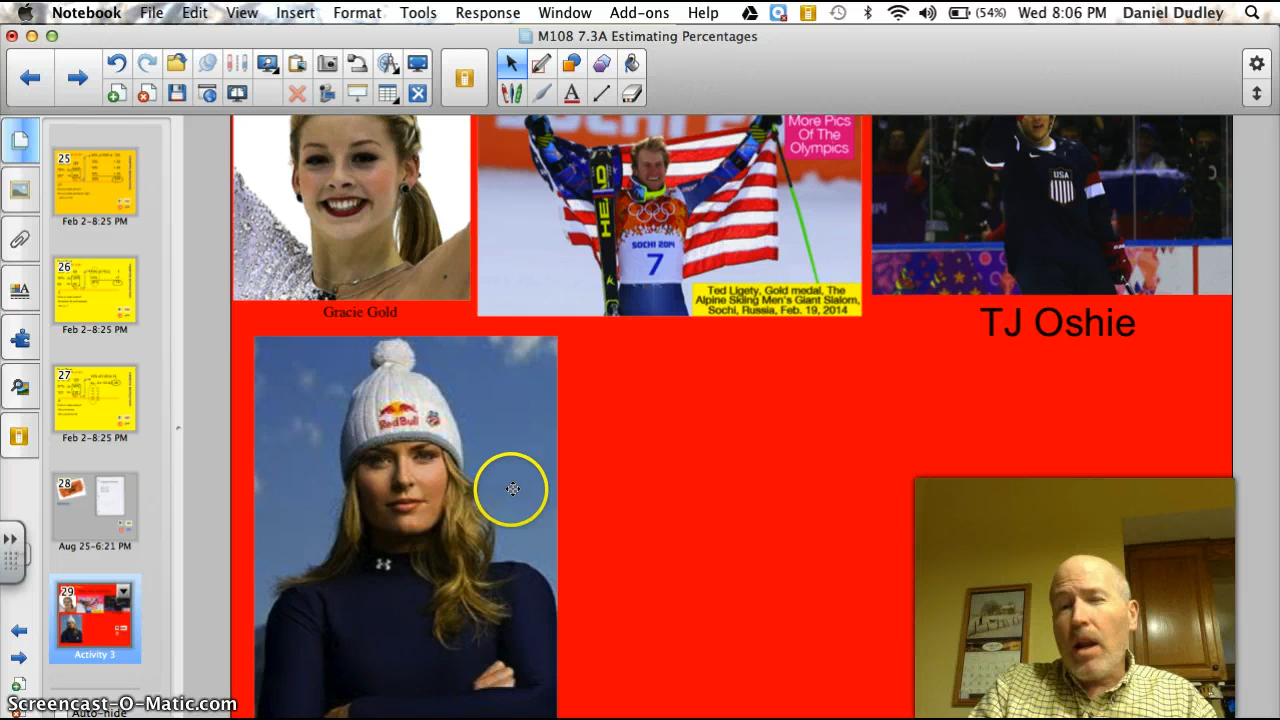 Notebook File Edit View Insert Format Tools Response Window Add-ons Help (54%) Wed 8:06 PM Daniel Dudley
M108 7.3A Estimating Percentages
25
Feb 2-8:25 PM
26
Feb 2-8:25 PM
27
Feb 2-8:25 PM
28
Aug 25-6:21 PM
29
Activity 3
Auto-hide
More Pics
Of The
Olympics
USA
HEAD
SOCHI 2014
7
Ted Ligety, Gold medal, The
Alpine Skiing Men's Giant Slalom,
Sochi, Russia, Feb. 19, 2014
Gracie Gold
TJ Oshie
Red Bull
Screencast-O-Matic.com